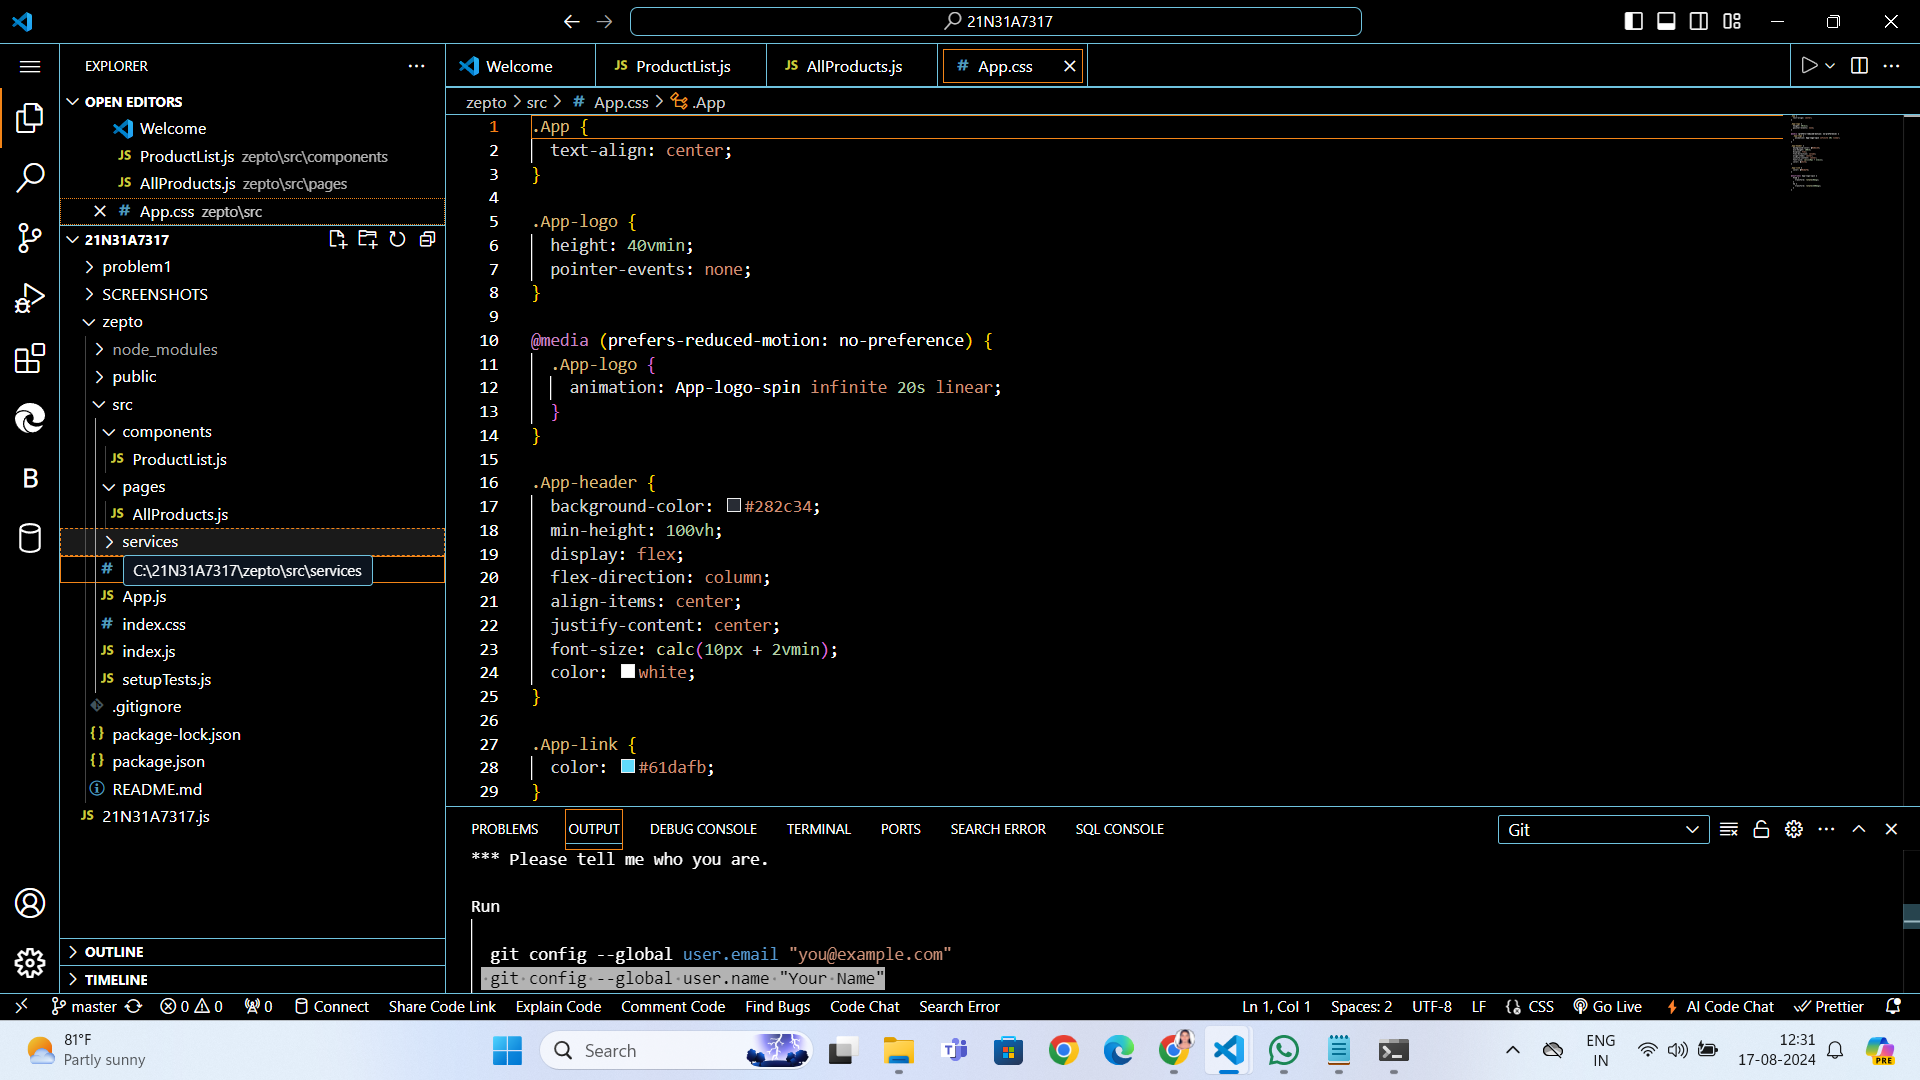 21N31A7317
EXPLORER
OPEN EDITORS
Welcome
ProductList.js zepto\src\components
AllProducts.js zepto\src\pages
App.css zepto\src
21N31A7317
problem1
SCREENSHOTS
zepto
node_modules
public
src
components
ProductList.js
pages
AllProducts.js
services
C:\21N31A7317\zepto\src\services
App.js
index.css
index.js
setupTests.js
.gitignore
package-lock.json
package.json
README.md
21N31A7317.js
OUTLINE
TIMELINE
Welcome
JS ProductList.js
JS AllProducts.js
# App.css
zepto > src > # App.css > .App
1 .App {
2 text-align: center;
3 }
4
5 .App-logo {
6 height: 40vmin;
7 pointer-events: none;
8 }
9
10 @media (prefers-reduced-motion: no-preference) {
11 .App-logo {
12 animation: App-logo-spin infinite 20s linear;
13 }
14 }
15
16 .App-header {
17 background-color: #282c34;
18 min-height: 100vh;
19 display: flex;
20 flex-direction: column;
21 align-items: center;
22 justify-content: center;
23 font-size: calc(10px + 2vmin);
24 color: white;
25 }
26
27 .App-link {
28 color: #61dafb;
29 }
PROBLEMS OUTPUT DEBUG CONSOLE TERMINAL PORTS SEARCH ERROR SQL CONSOLE
Git
*** Please tell me who you are.
Run
git config --global user.email "you@example.com"
git config --global user.name "Your Name"
master 0 0 0 Connect Share Code Link Explain Code Comment Code Find Bugs Code Chat Search Error
Ln 1, Col 1 Spaces: 2 UTF-8 LF {} CSS Go Live AI Code Chat Prettier
81°F
Partly sunny
Search
ENG
IN
12:31
17-08-2024
PRE